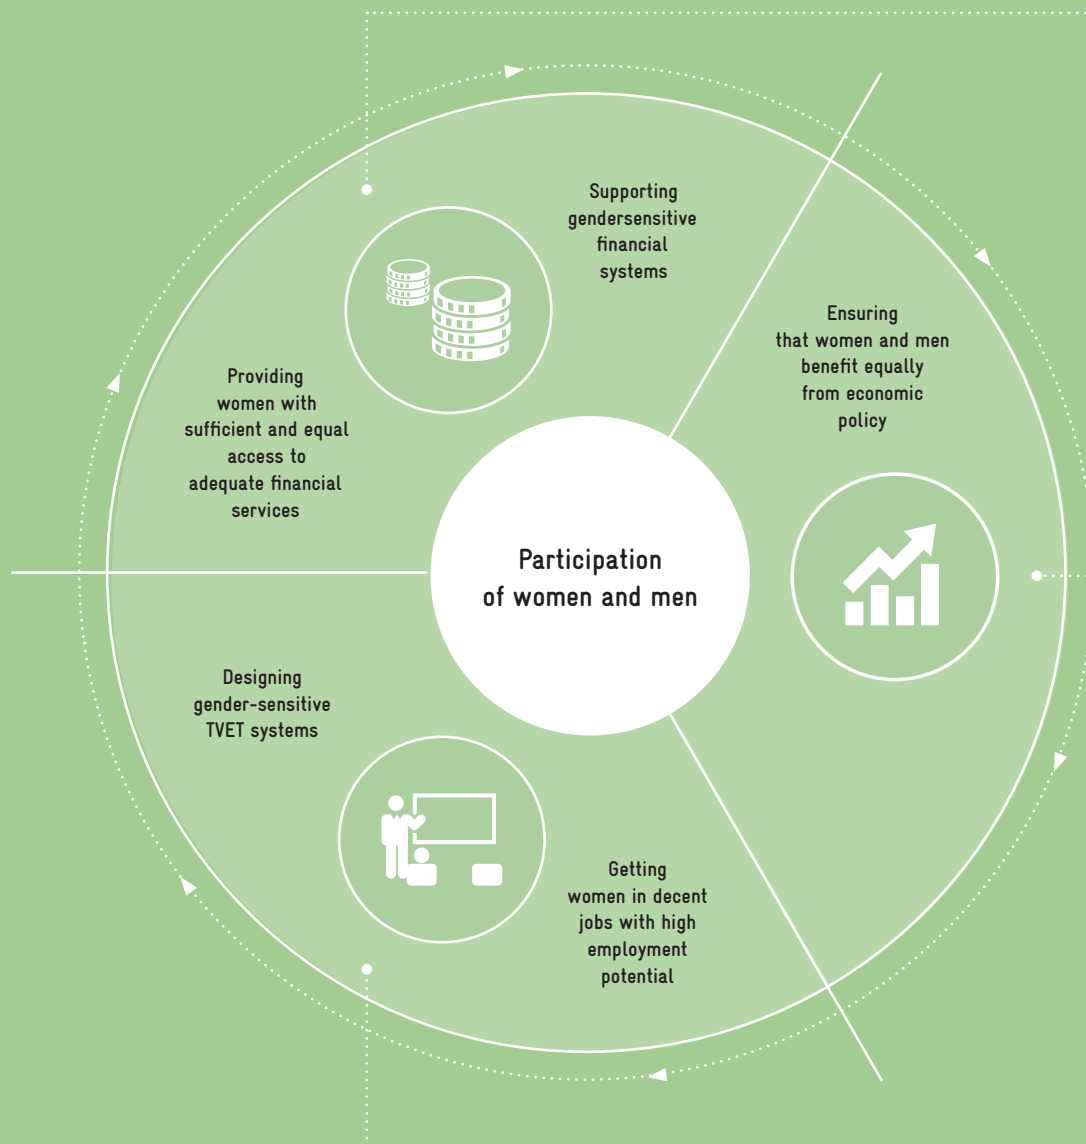 Supporting
gendersensitive
financial
systems
Ensuring
that women and men
benefit equally
from economic
policy
Providing
women with
sufficient and equal
access to
adequate financial
services
Participation
of women and men
Designing
gender-sensitive
TVET systems
Getting
women in decent
jobs with high
employment
potential